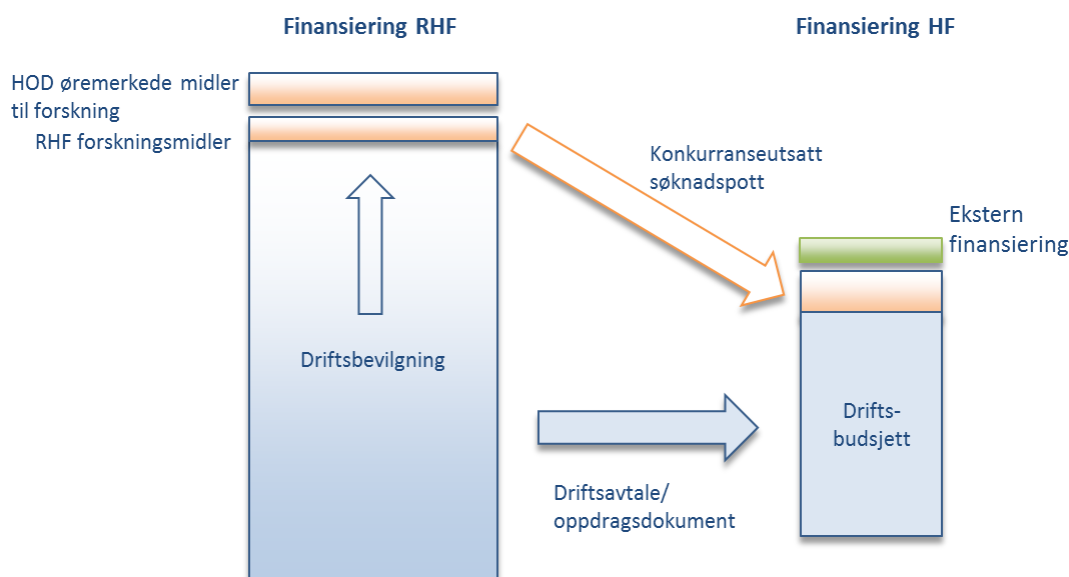 Finansiering RHF
Finansiering HF
HOD øremerkede midler
til forskning
RHF forskningsmidler
Konkurranseutsatt
søknadspott
Ekstern
finansiering
Driftsbevilgning
Drifts-
budsjett
Driftsavtale/
oppdragsdokument